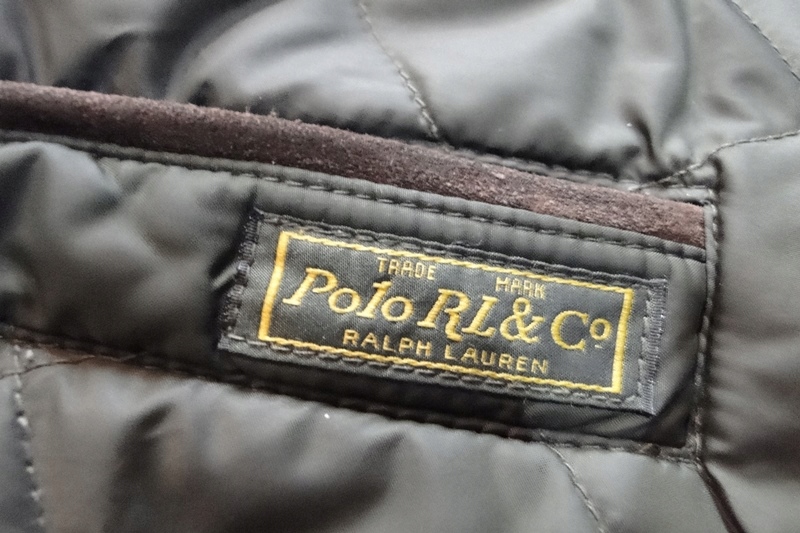 TRADE MARK
Polo RL & Cº
RALPH LAUREN